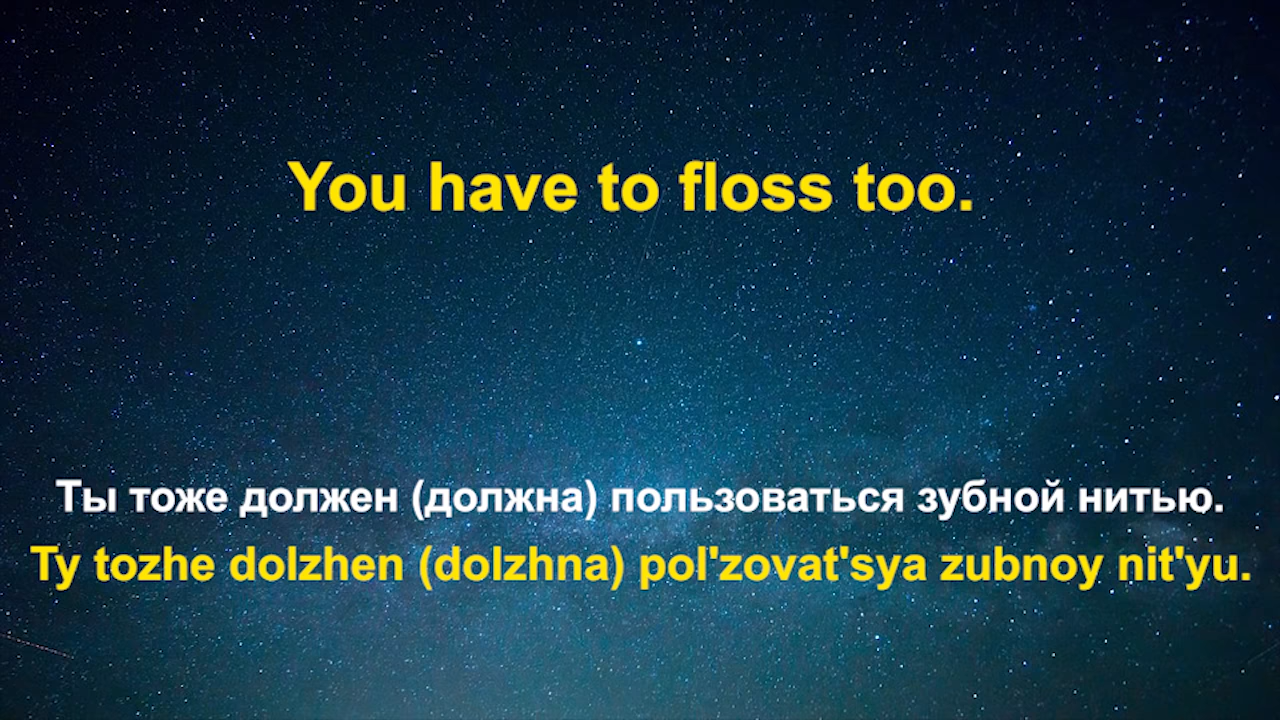 You have to floss too.
Ты тоже должен (должна) пользоваться зубной нитью.
Ty tozhe dolzhen (dolzhna) pol'zovat'sya zubnoy nit'yu.